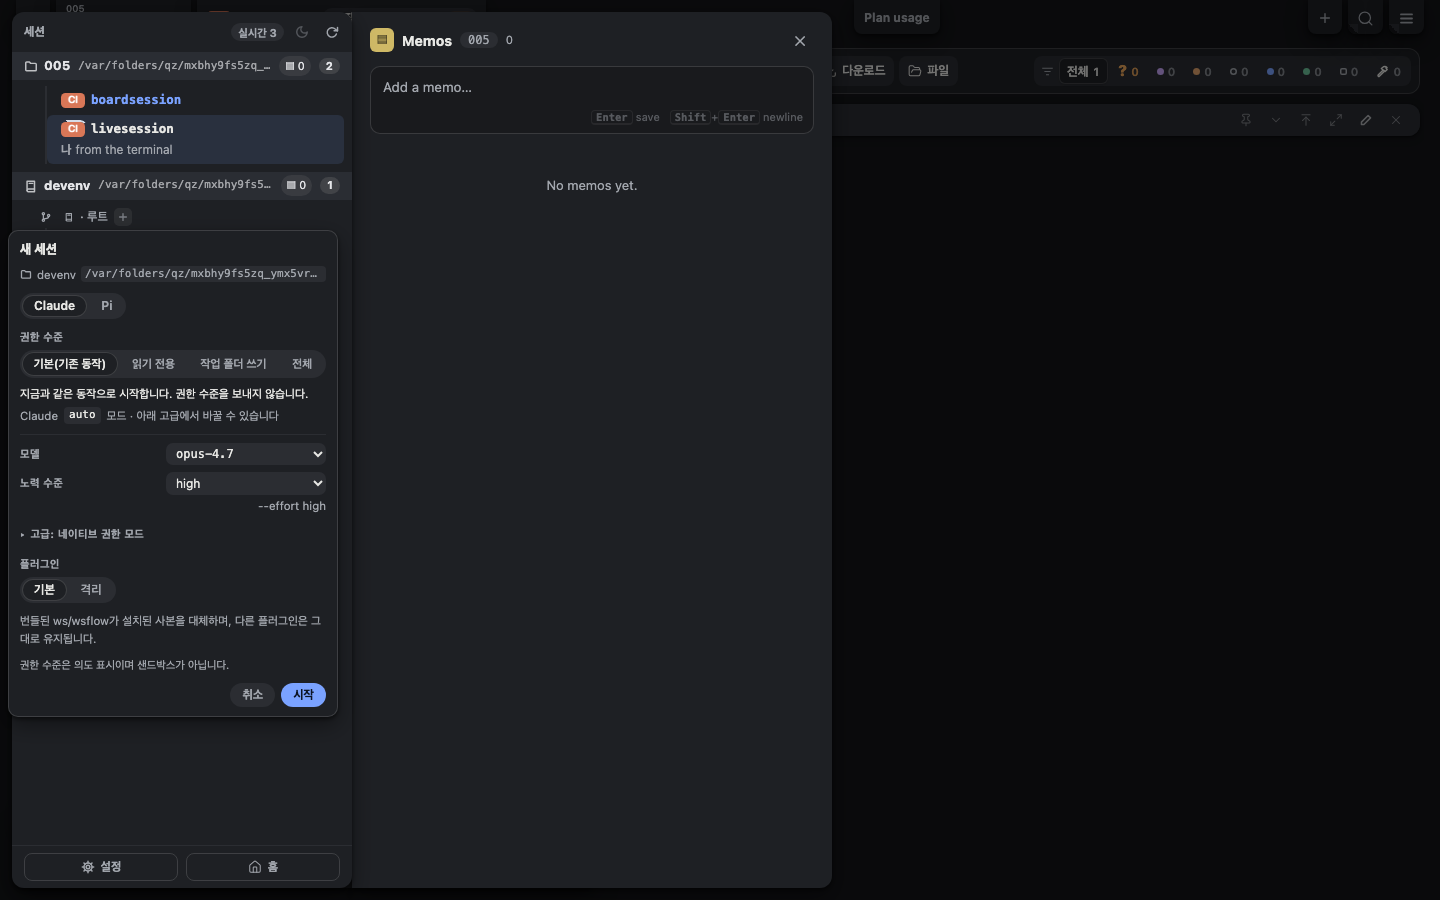 005
세션
실시간 3
005 /var/folders/qz/mxbhy9fs5zq_… 0 2
Cl boardsession
Cl livesession
나 from the terminal
devenv /var/folders/qz/mxbhy9fs5… 0 1
· 루트 +
새 세션
devenv /var/folders/qz/mxbhy9fs5zq_ymx5vr…
Claude Pi
권한 수준
기본(기존 동작) 읽기 전용 작업 폴더 쓰기 전체
지금과 같은 동작으로 시작합니다. 권한 수준을 보내지 않습니다.
Claude auto 모드 · 아래 고급에서 바꿀 수 있습니다
모델 opus-4.7
노력 수준 high
--effort high
▸ 고급: 네이티브 권한 모드
플러그인
기본 격리
번들된 ws/wsflow가 설치된 사본을 대체하며, 다른 플러그인은 그
대로 유지됩니다.
권한 수준은 의도 표시이며 샌드박스가 아닙니다.
취소 시작
설정 홈
Memos 005 0
Add a memo…
Enter save Shift+Enter newline
No memos yet.
Plan usage
다운로드 파일
전체 1 ? 0 0 0 0 0 0 0 0